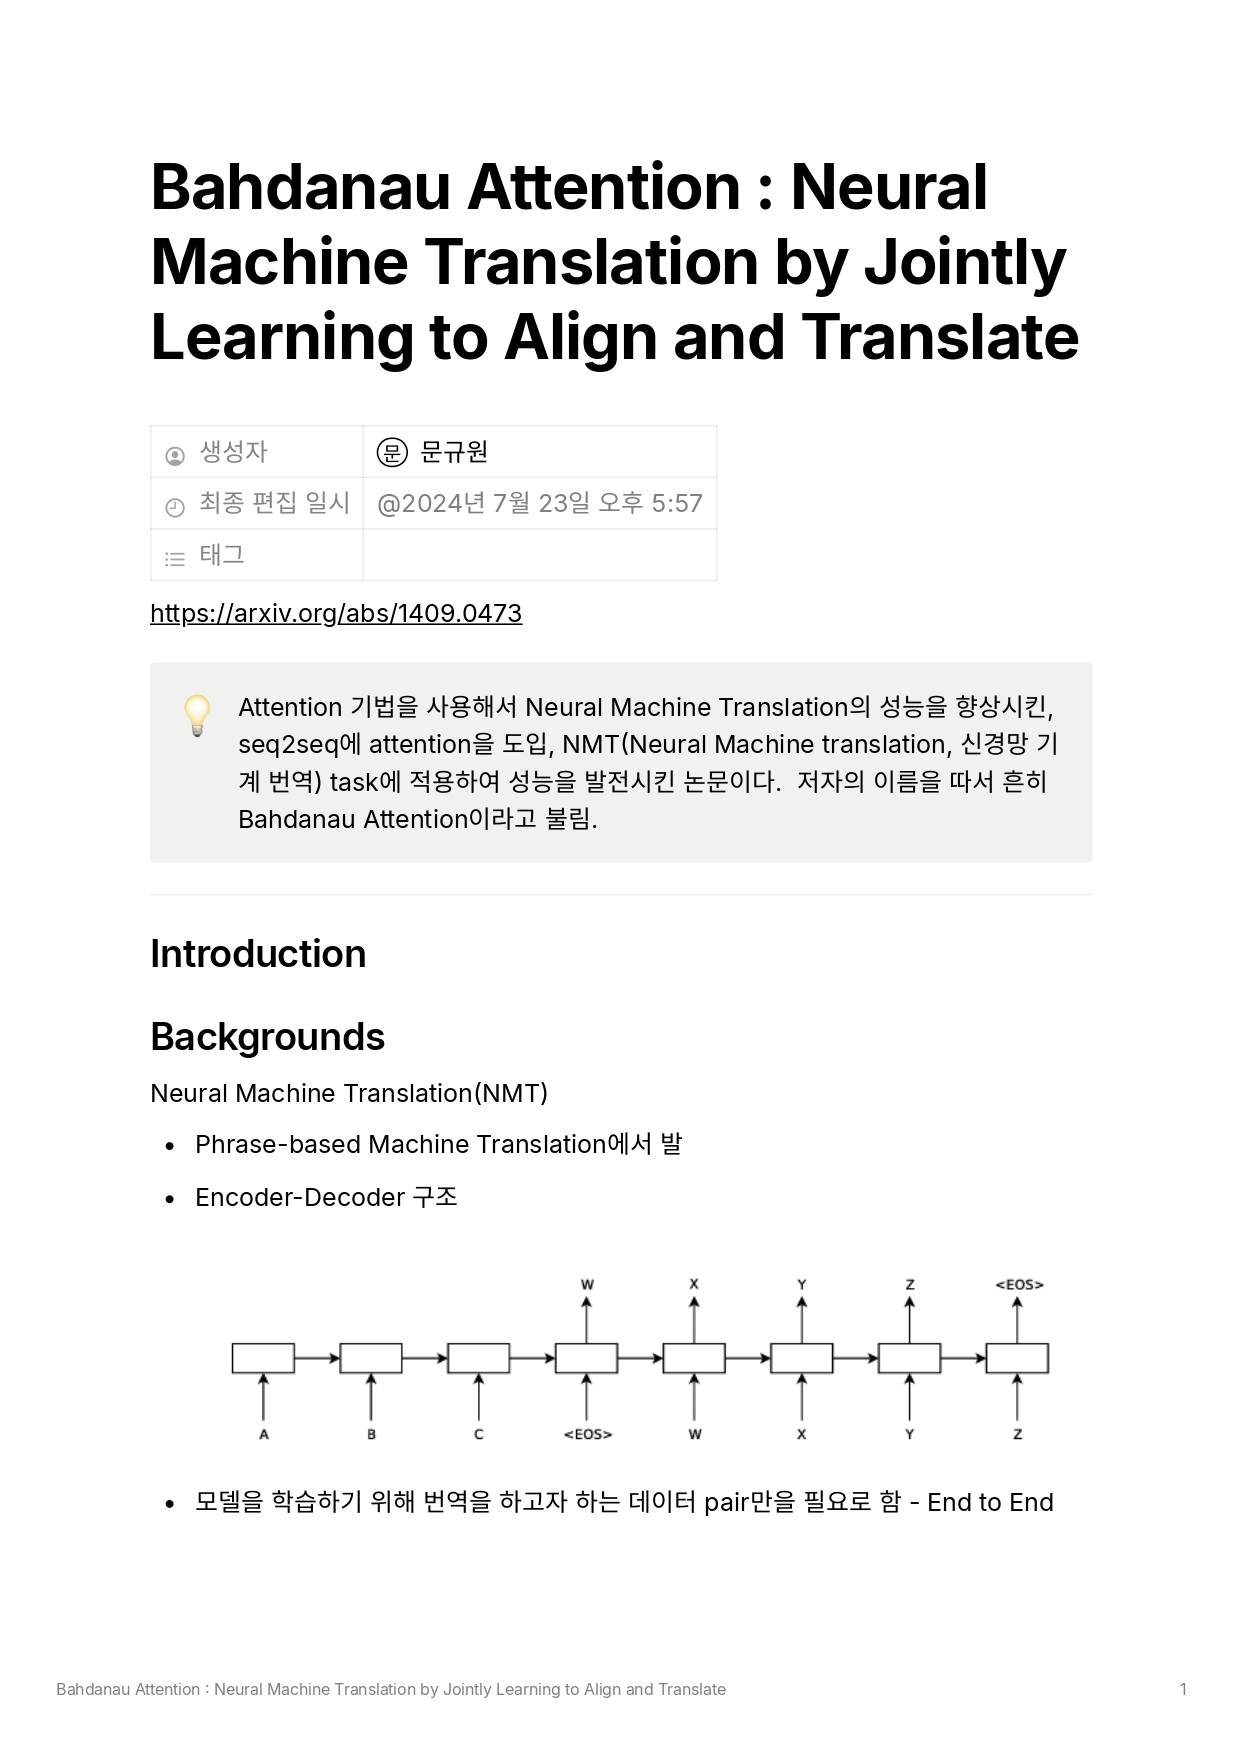 Bahdanau Attention : Neural
Machine Translation by Jointly
Learning to Align and Translate
생성자 문 문규원
최종 편집 일시 @2024년 7월 23일 오후 5:57
태그
https://arxiv.org/abs/1409.0473
Attention 기법을 사용해서 Neural Machine Translation의 성능을 향상시킨,
seq2seq에 attention을 도입, NMT(Neural Machine translation, 신경망 기
계 번역) task에 적용하여 성능을 발전시킨 논문이다. 저자의 이름을 따서 흔히
Bahdanau Attention이라고 불림.
Introduction
Backgrounds
Neural Machine Translation(NMT)
• Phrase-based Machine Translation에서 발
• Encoder-Decoder 구조
W X Y Z <EOS>
A B C <EOS> W X Y Z
• 모델을 학습하기 위해 번역을 하고자 하는 데이터 pair만을 필요로 함 - End to End
Bahdanau Attention : Neural Machine Translation by Jointly Learning to Align and Translate 1